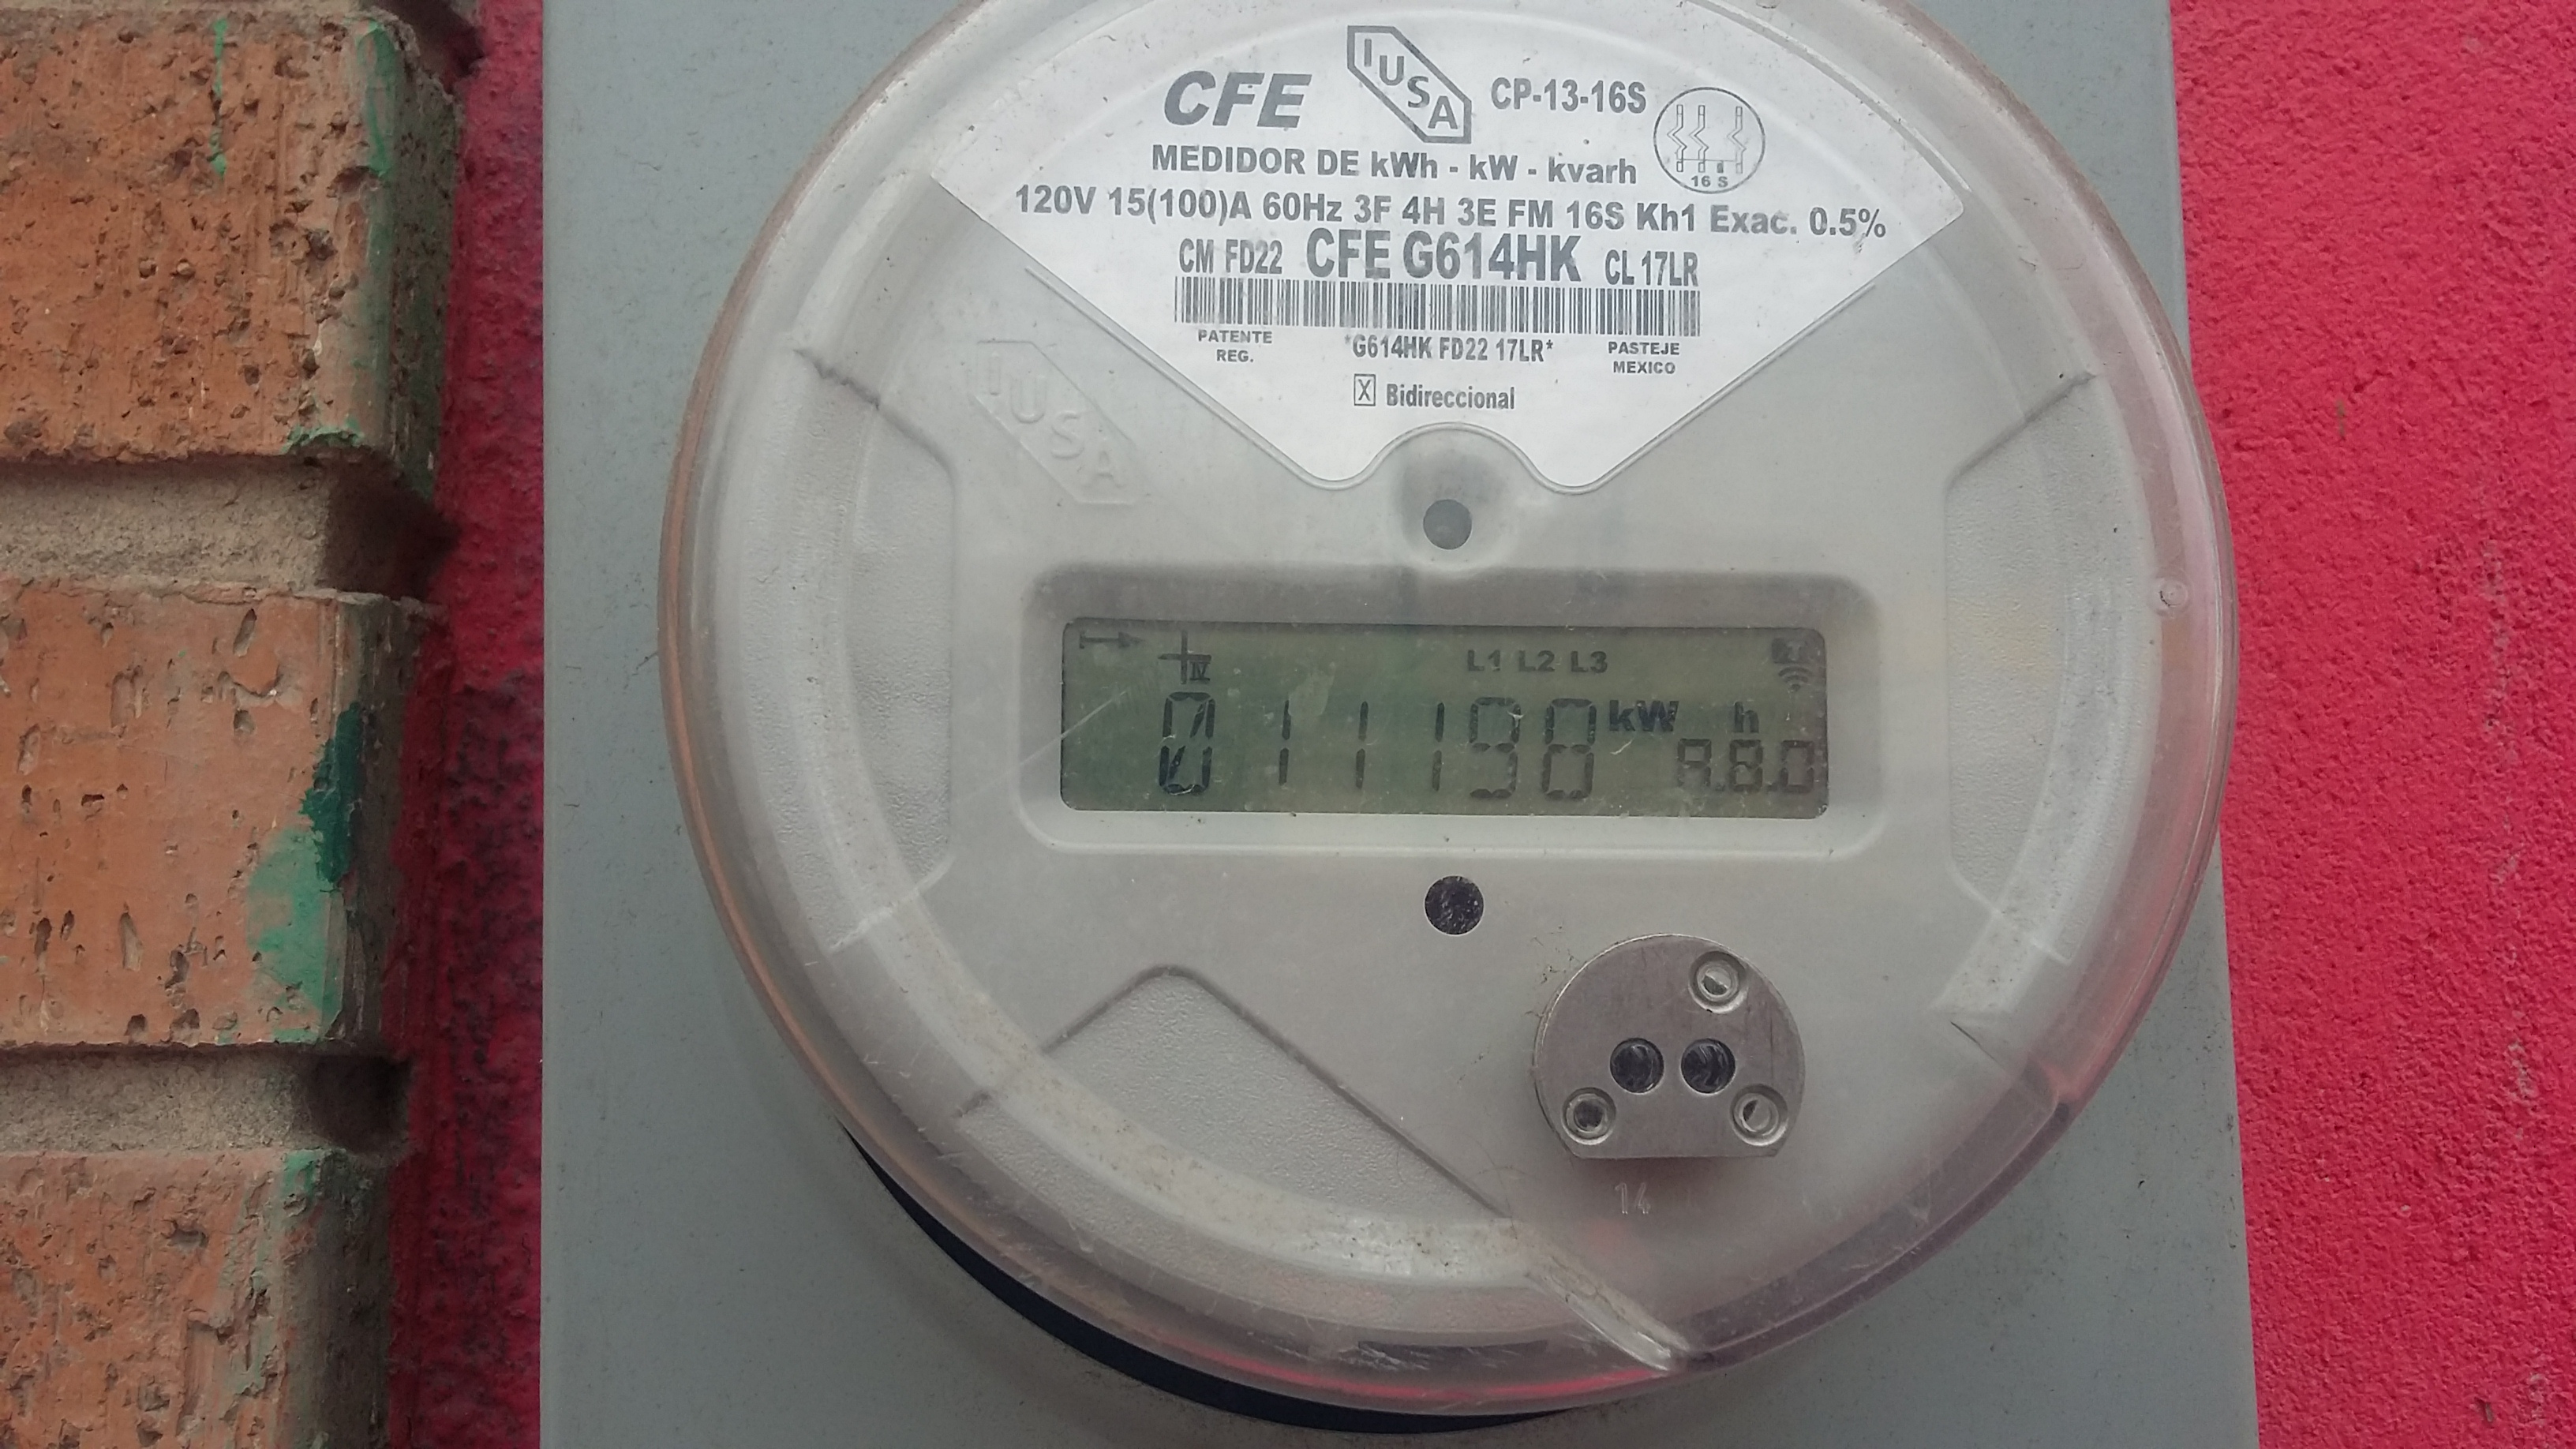 CFE IUSA CP-13-16S
MEDIDOR DE kWh - kW - kvarh
16 S
120V 15(100)A 60Hz 3F 4H 3E FM 16S Kh1 Exac. 0.5%
CM FD22 CFE G614HK CL 17LR
PATENTE REG.
*G614HK FD22 17LR*
PASTEJE MEXICO
X Bidireccional
IUSA
IV L1 L2 L3 T
011198 kW h
A.8.0
14